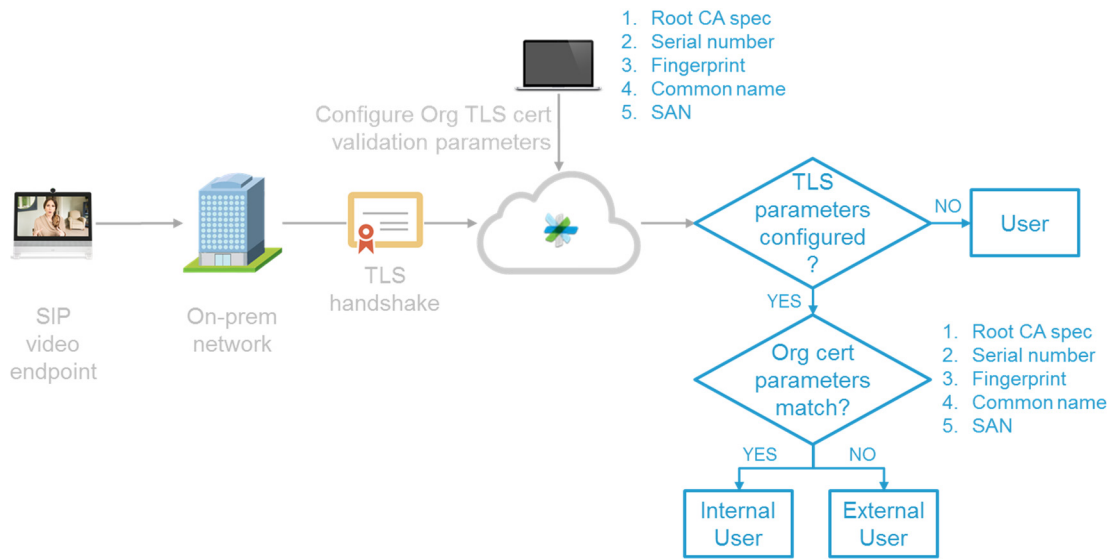 1. Root CA spec
2. Serial number
3. Fingerprint
4. Common name
5. SAN
Configure Org TLS cert
validation parameters
SIP
video
endpoint
On-prem
network
TLS
handshake
TLS
parameters
configured
?
NO
User
YES
Org cert
parameters
match?
1. Root CA spec
2. Serial number
3. Fingerprint
4. Common name
5. SAN
YES
NO
Internal
User
External
User